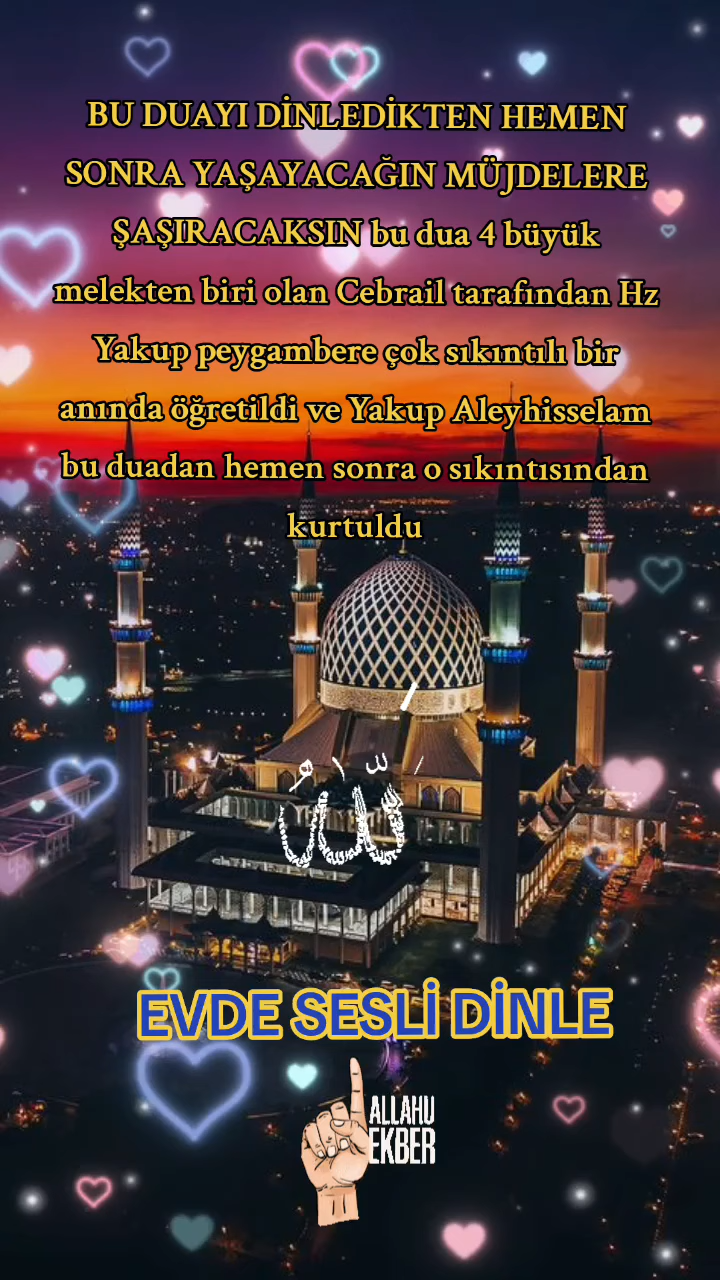 BU DUAYI DİNLEDİKTEN HEMEN
SONRA YAŞAYACAĞIN MÜJDELERE
ŞAŞIRACAKSIN bu dua 4 büyük
melekten biri olan Cebrail tarafından Hz
Yakup peygambere çok sıkıntılı bir
anında öğretildi ve Yakup Aleyhisselam
bu duadan hemen sonra o sıkıntısından
kurtuldu
الله
EVDE SESLİ DİNLE
ALLAHU
EKBER